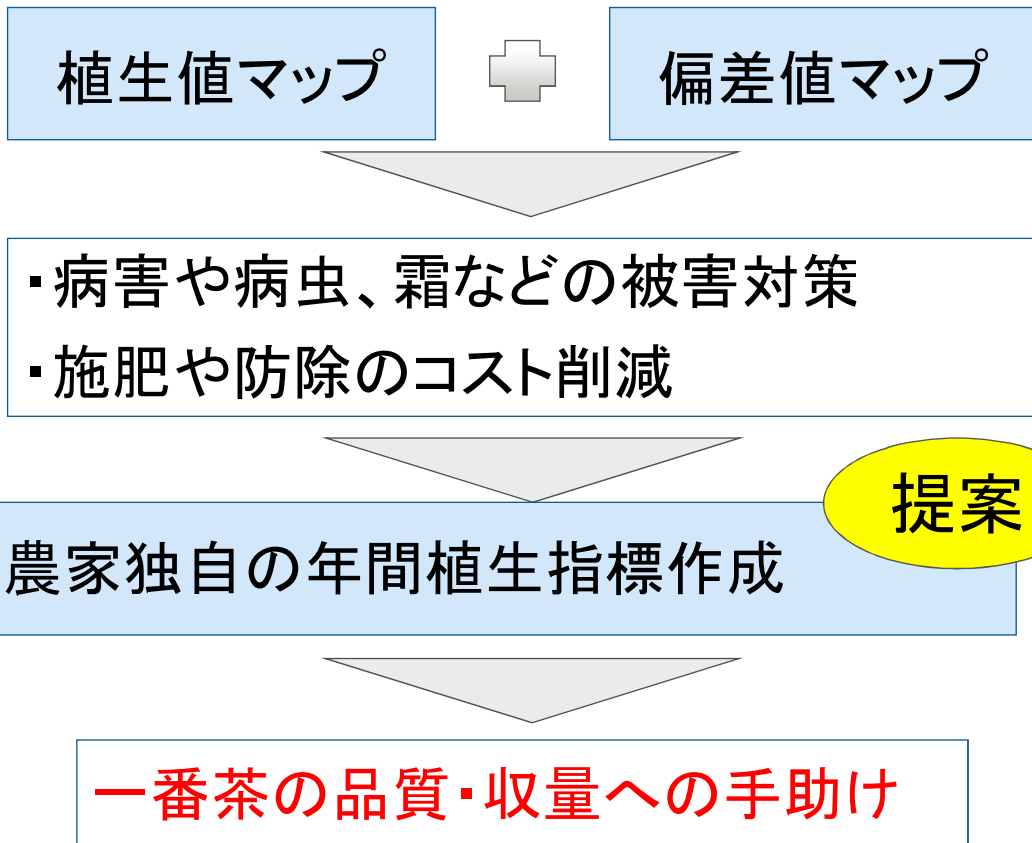 植生値マップ
偏差値マップ
・病害や病虫、霜などの被害対策
・施肥や防除のコスト削減
提案
農家独自の年間植生指標作成
一番茶の品質・収量への手助け